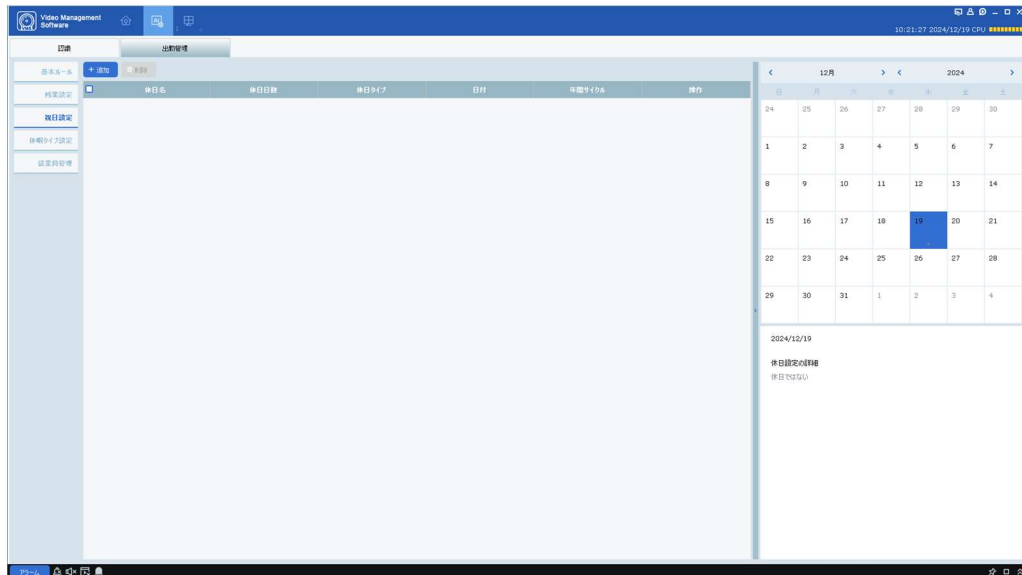 Video Management
Software
10:21:27 2024/12/19 CPU
認識 出勤管理
基本ルール
残業設定
祝日設定
休暇タイプ設定
従業員管理
+ 追加 削除
休日名 休日日数 休日タイプ 日付 年間サイクル 操作
< 12月 > < 2024 >
日 月 火 水 木 金 土
24 25 26 27 28 29 30
1 2 3 4 5 6 7
8 9 10 11 12 13 14
15 16 17 18 19 20 21
22 23 24 25 26 27 28
29 30 31 1 2 3 4
2024/12/19
休日設定の詳細
休日ではない
アラーム